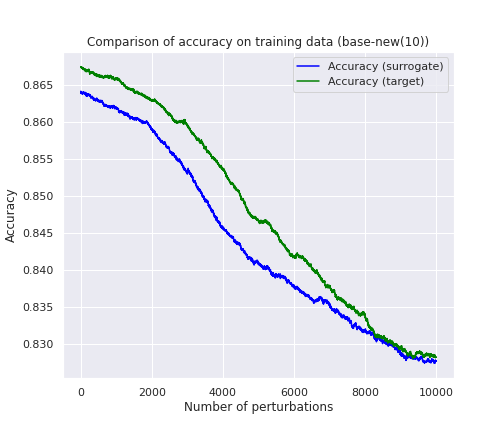 Comparison of accuracy on training data (base-new(10))
Accuracy (surrogate)
Accuracy (target)
0.865
0.860
0.855
0.850
0.845
0.840
0.835
0.830
Accuracy
0 2000 4000 6000 8000 10000
Number of perturbations